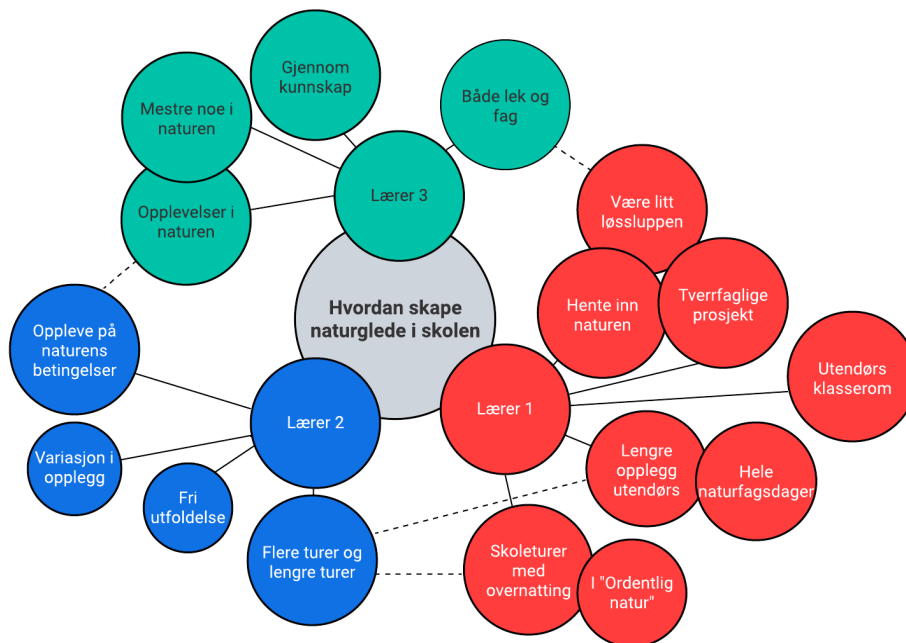 Gjennom
kunnskap
Både lek og
fag
Mestre noe i
naturen
Lærer 3
Opplevelser i
naturen
Være litt
løssluppen
Hvordan skape
naturglede i skolen
Hente inn
naturen
Tverrfaglige
prosjekt
Oppleve på
naturens
betingelser
Utendørs
klasserom
Lærer 2
Lærer 1
Variasjon i
opplegg
Fri
utfoldelse
Lengre
opplegg
utendørs
Hele
naturfagsdager
Flere turer og
lengre turer
Skoleturer
med
overnatting
I "Ordentlig
natur"